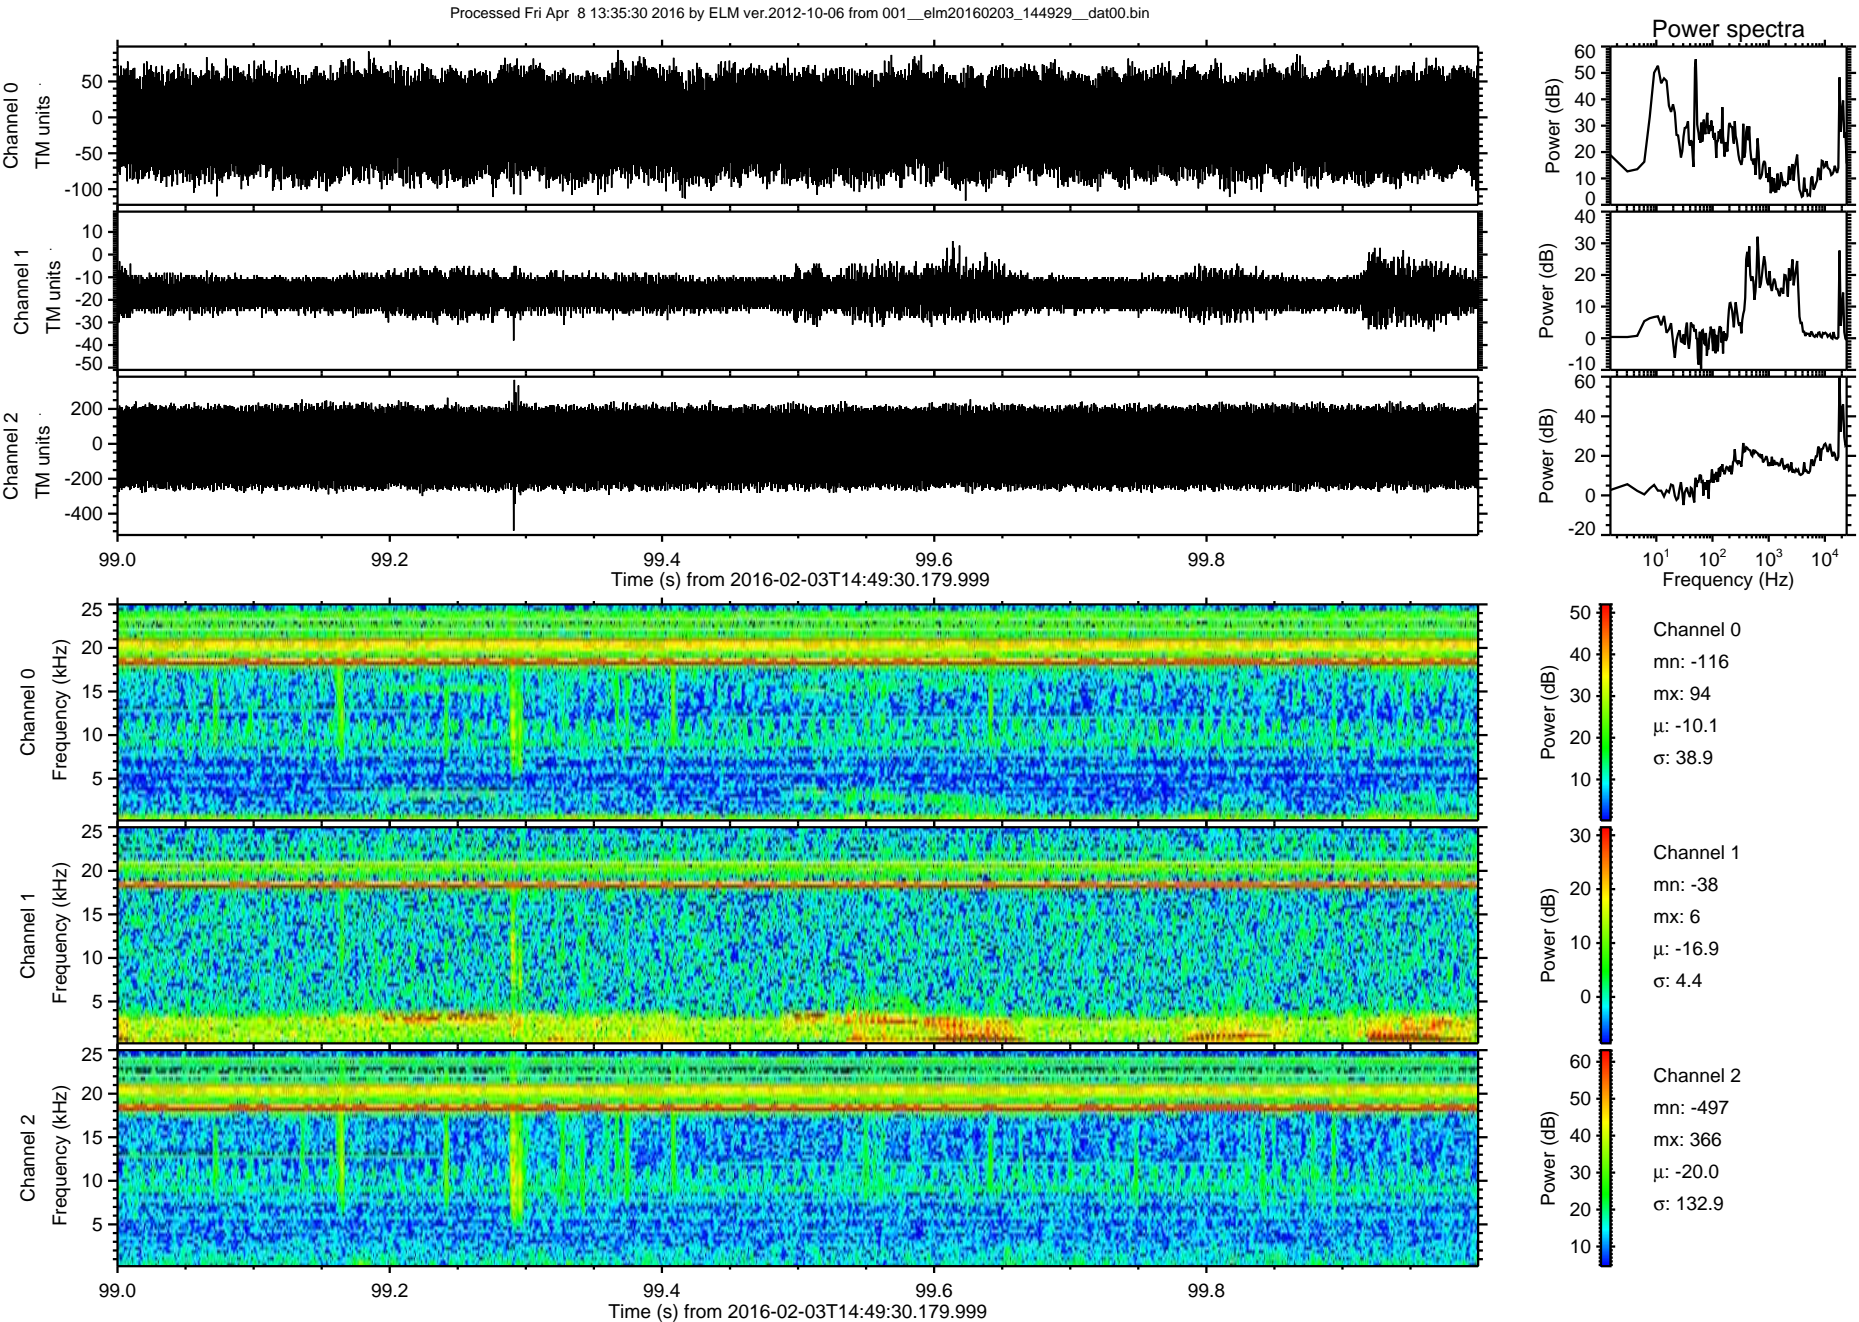 Processed Fri Apr  8 13:35:30 2016 by ELM ver.2012-10-06 from 001__elm20160203_144929__dat00.bin
Power spectra
Channel 0
TM units
50
0
-50
-100
Power (dB)
60
50
40
30
20
10
0
Channel 1
TM units
10
0
-10
-20
-30
-40
-50
Power (dB)
40
30
20
10
0
-10
Channel 2
TM units
200
0
-200
-400
Power (dB)
60
40
20
0
-20
99.0 99.2 99.4 99.6 99.8
Time (s) from 2016-02-03T14:49:30.179.999
10^1 10^2 10^3 10^4
Frequency (Hz)
Channel 0
Frequency (kHz)
25
20
15
10
5
Power (dB)
50
40
30
20
10
Channel 0
mn: -116
mx: 94
μ: -10.1
σ: 38.9
Channel 1
Frequency (kHz)
25
20
15
10
5
Power (dB)
30
20
10
0
Channel 1
mn: -38
mx: 6
μ: -16.9
σ: 4.4
Channel 2
Frequency (kHz)
25
20
15
10
5
Power (dB)
60
50
40
30
20
10
Channel 2
mn: -497
mx: 366
μ: -20.0
σ: 132.9
99.0 99.2 99.4 99.6 99.8
Time (s) from 2016-02-03T14:49:30.179.999